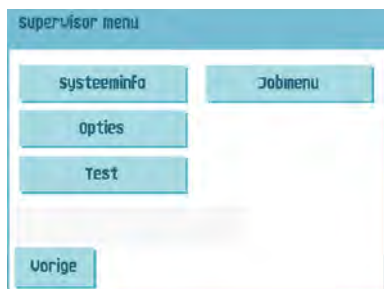 Supervisor menu
Systeeminfo
Jobmenu
Opties
Test
Vorige